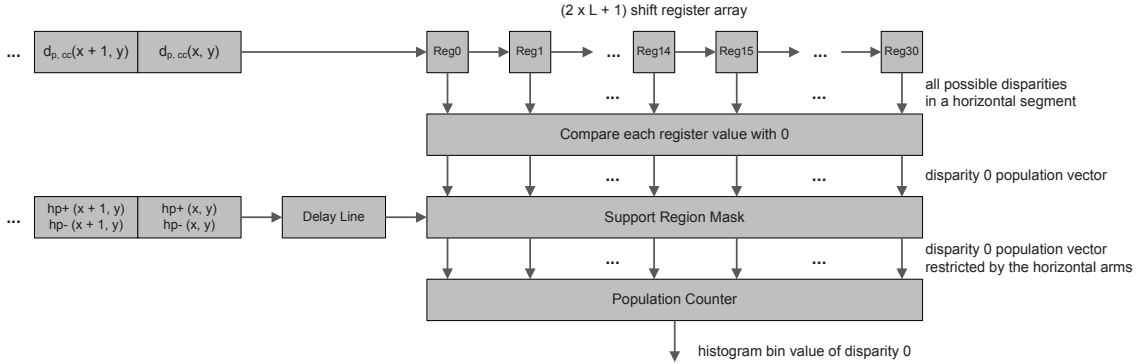 (2 x L + 1) shift register array
... d_p, cc(x + 1, y) d_p, cc(x, y) Reg0 Reg1 ... Reg14 Reg15 ... Reg30
... ...
all possible disparities
in a horizontal segment
Compare each register value with 0
... ...
disparity 0 population vector
... hp+ (x + 1, y) hp+ (x, y)
hp- (x + 1, y) hp- (x, y)
Delay Line
Support Region Mask
... ...
disparity 0 population vector
restricted by the horizontal arms
Population Counter
histogram bin value of disparity 0